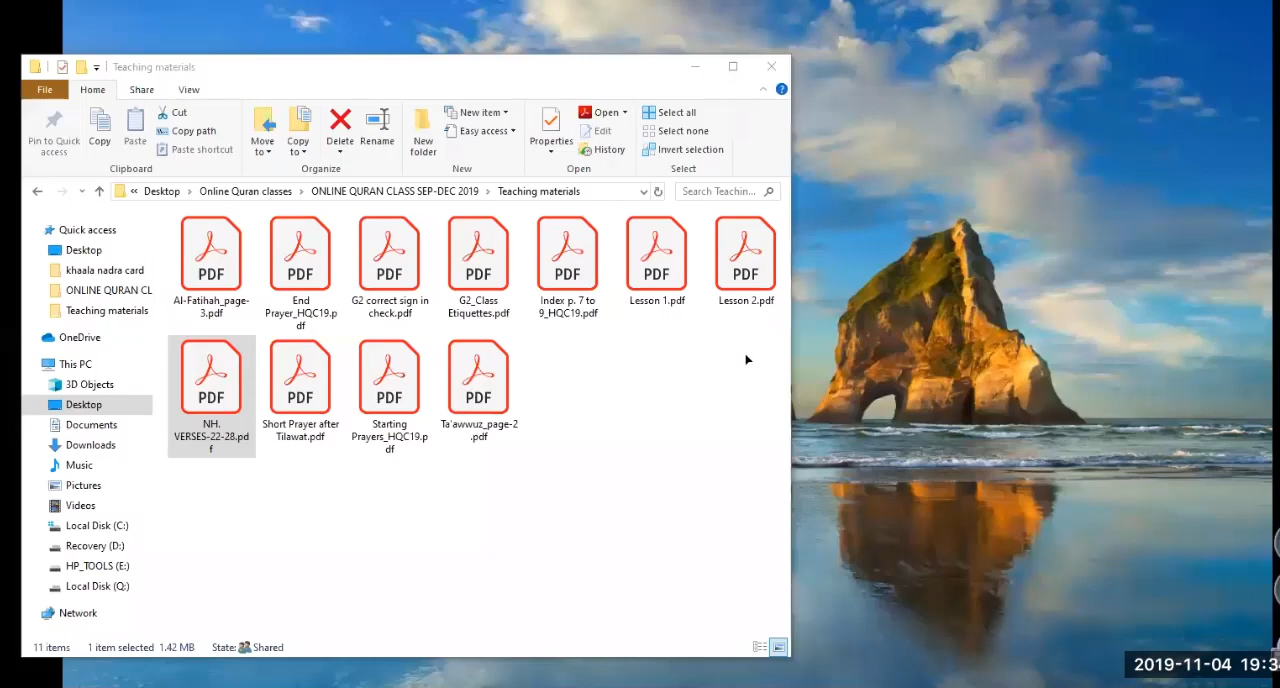 Teaching materials
File Home Share View
Pin to Quick access
Copy
Paste
Cut
Copy path
Paste shortcut
Clipboard
Move to
Copy to
Delete
Rename
Organize
New folder
New item
Easy access
New
Properties
Open
Edit
History
Open
Select all
Select none
Invert selection
Select
« Desktop > Online Quran classes > ONLINE QURAN CLASS SEP-DEC 2019 > Teaching materials
Search Teachin...
Quick access
Desktop
khaala nadra card
ONLINE QURAN CL
Teaching materials
OneDrive
This PC
3D Objects
Desktop
Documents
Downloads
Music
Pictures
Videos
Local Disk (C:)
Recovery (D:)
HP_TOOLS (E:)
Local Disk (Q:)
Network
PDF PDF PDF PDF PDF PDF PDF
Al-Fatihah_page-
3.pdf
End
Prayer_HQC19.p
df
G2 correct sign in
check.pdf
G2_Class
Etiquettes.pdf
Index p. 7 to
9_HQC19.pdf
Lesson 1.pdf
Lesson 2.pdf
PDF PDF PDF PDF
NH.
VERSES-22-28.pd
f
Short Prayer after
Tilawat.pdf
Starting
Prayers_HQC19.p
df
Ta'awwuz_page-2
.pdf
11 items 1 item selected 1.42 MB State: Shared
2019-11-04 19:3